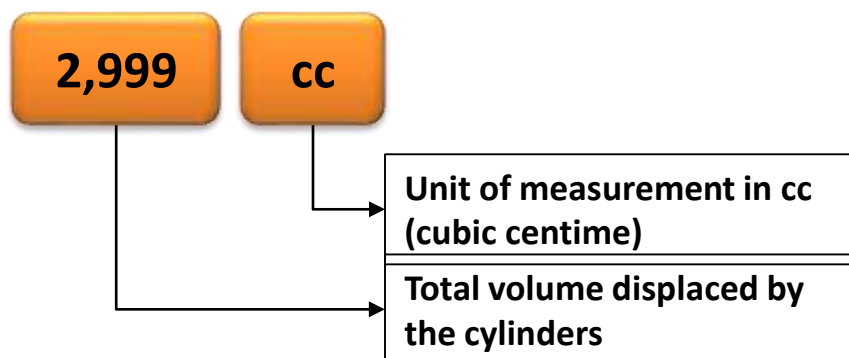 2,999 cc
Unit of measurement in cc
(cubic centime)
Total volume displaced by
the cylinders